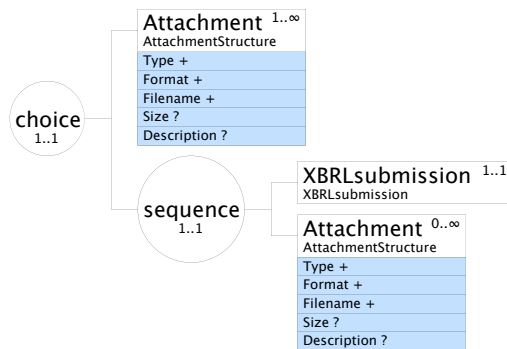 Attachment 1..∞
AttachmentStructure
Type +
Format +
Filename +
Size ?
Description ?
choice
1..1
sequence
1..1
XBRLsubmission 1..1
XBRLsubmission
Attachment 0..∞
AttachmentStructure
Type +
Format +
Filename +
Size ?
Description ?